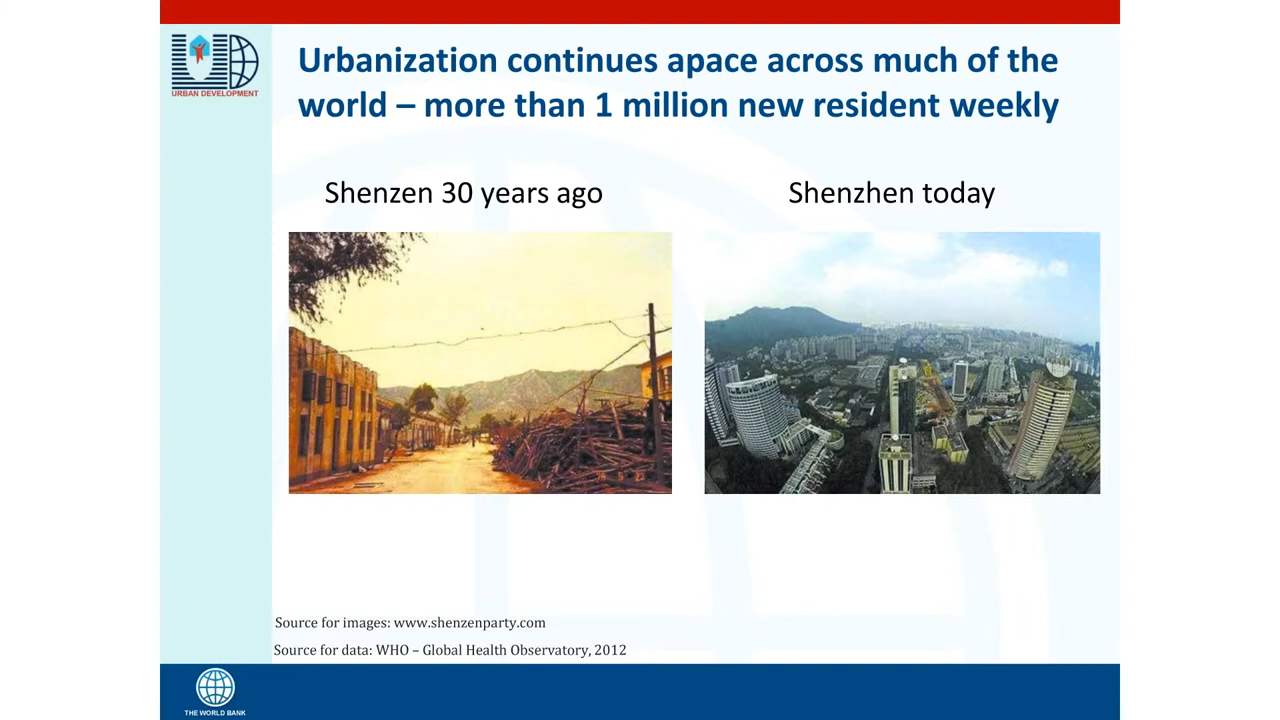 URBAN DEVELOPMENT
Urbanization continues apace across much of the
world – more than 1 million new resident weekly
Shenzen 30 years ago
Shenzhen today
Source for images: www.shenzenparty.com
Source for data: WHO – Global Health Observatory, 2012
THE WORLD BANK